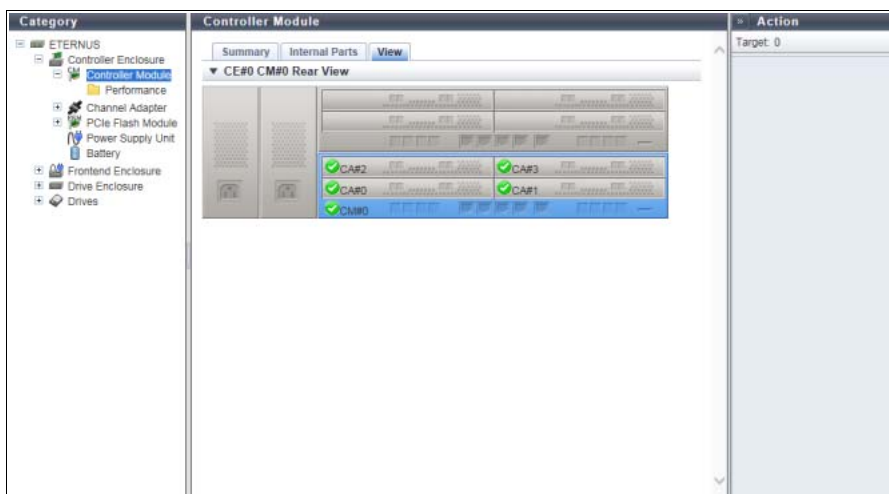 Category
ETERNUS
Controller Enclosure
Controller Module
Performance
Channel Adapter
PCIe Flash Module
Power Supply Unit
Battery
Frontend Enclosure
Drive Enclosure
Drives
Controller Module
Summary Internal Parts View
▼ CE#0 CM#0 Rear View
CA#2 CA#3
CA#0 CA#1
CM#0
» Action
Target: 0